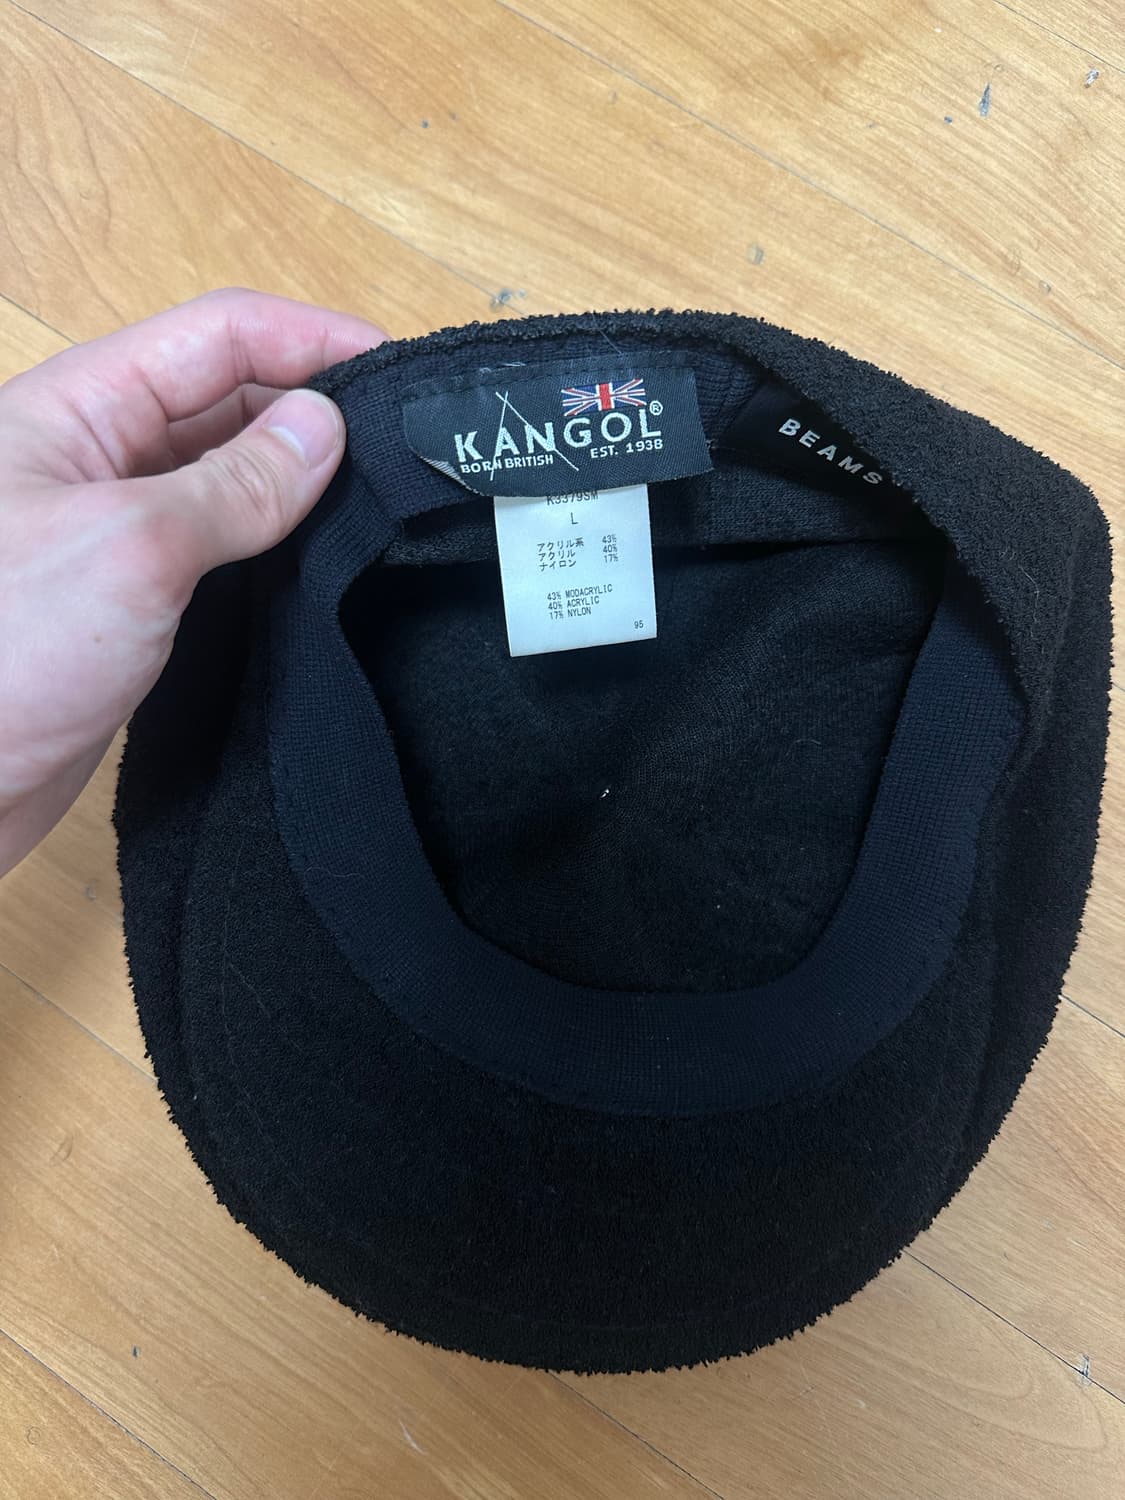 KANGOL®
BORN BRITISH EST. 1938
BEAMS
K3379SM
L
アクリル系 43%
アクリル 40%
ナイロン 17%
43% MODACRYLIC
40% ACRYLIC
17% NYLON
95